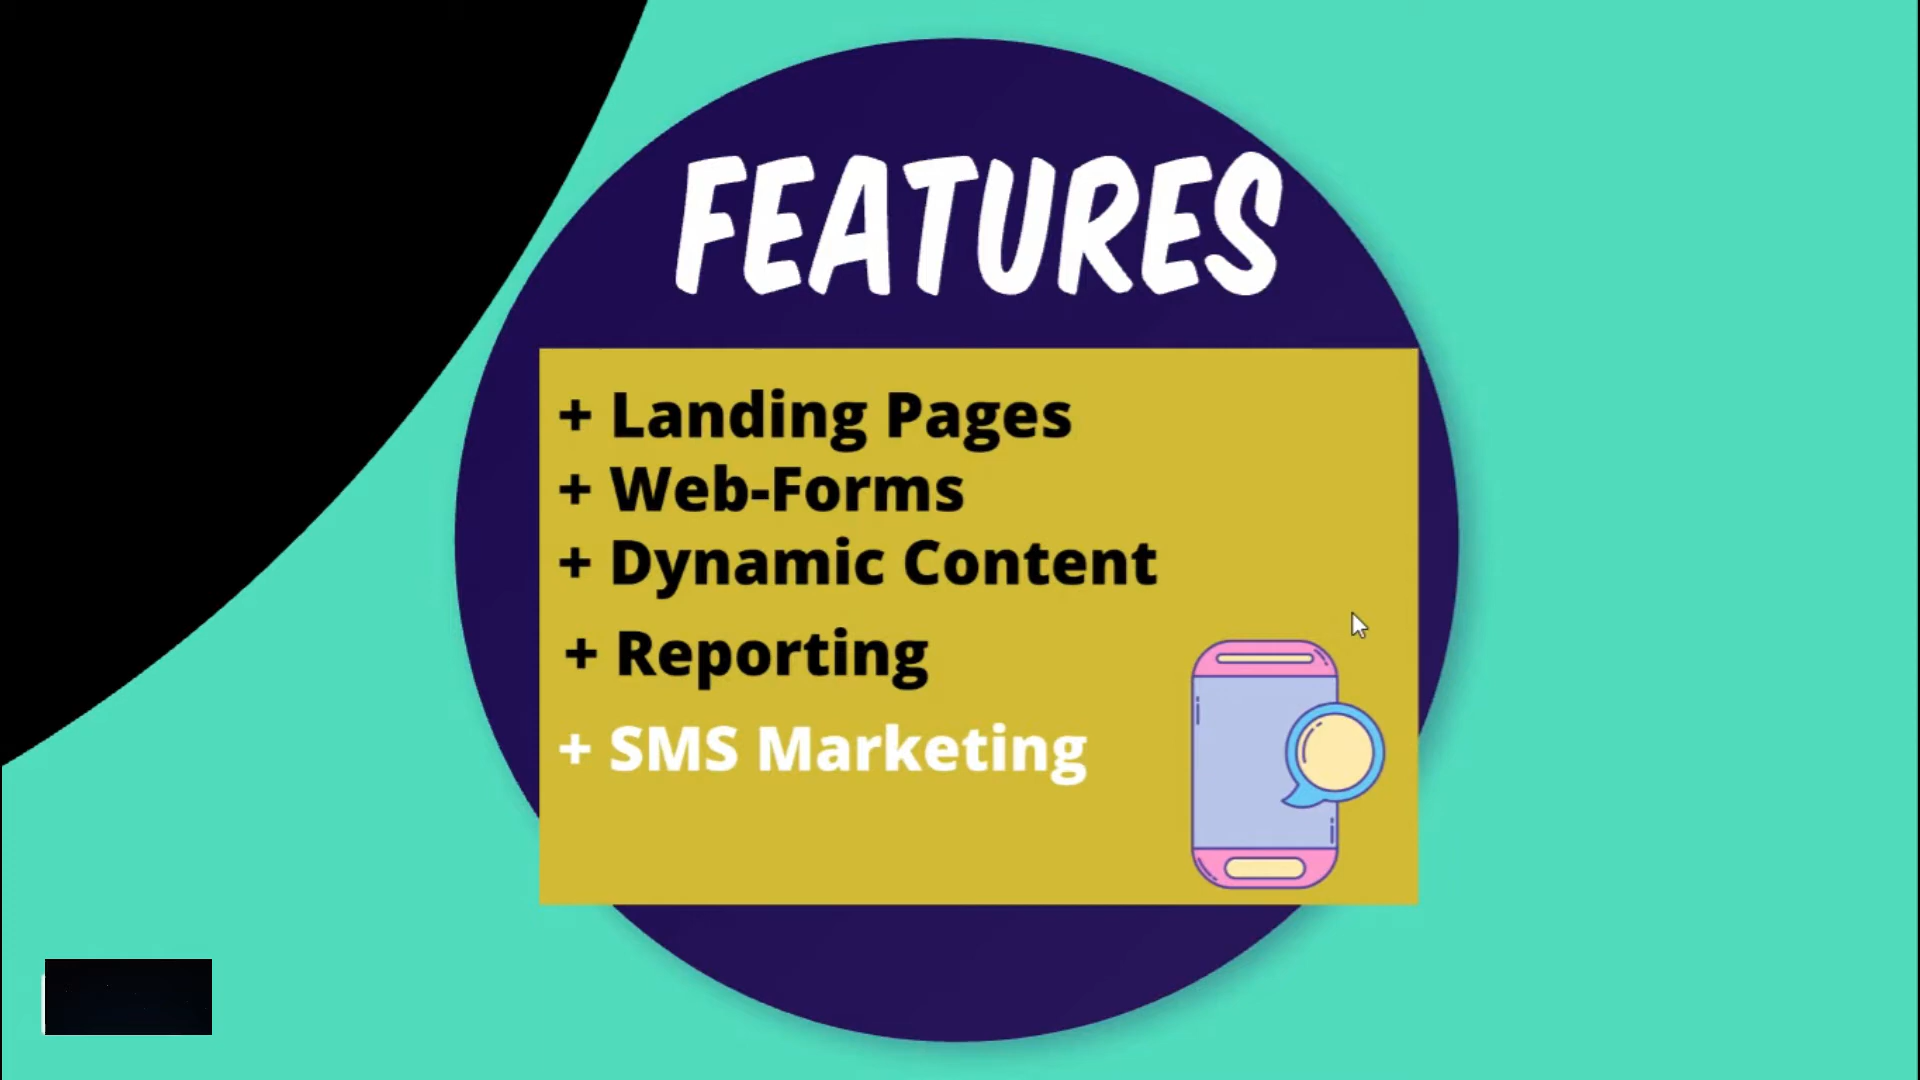 FEATURES
+ Landing Pages
+ Web-Forms
+ Dynamic Content
+ Reporting
+ SMS Marketing